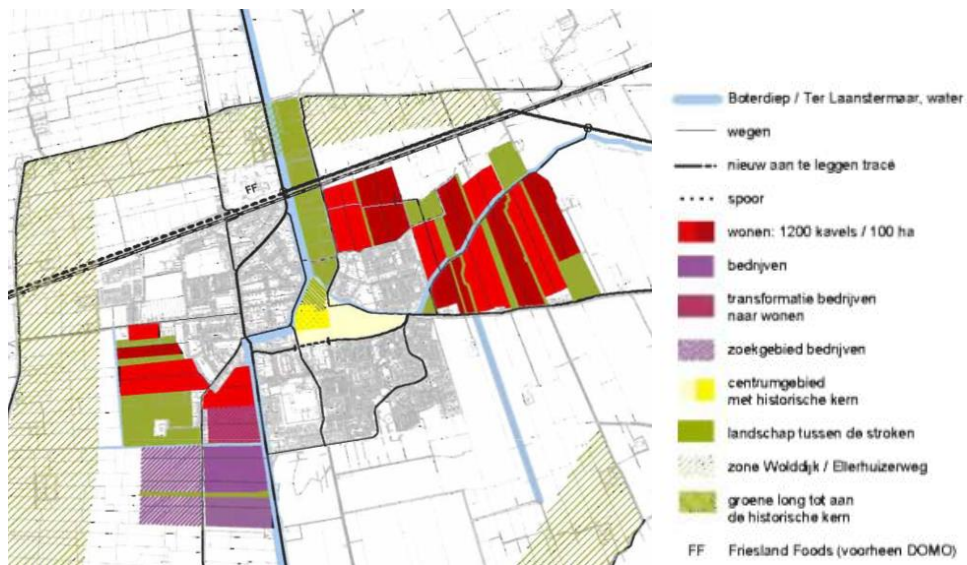 FF
Boterdiep / Ter Laanstermaar, water
wegen
nieuw aan te leggen tracé
spoor
wonen: 1200 kavels / 100 ha
bedrijven
transformatie bedrijven
naar wonen
zoekgebied bedrijven
centrumgebied
met historische kern
landschap tussen de stroken
zone Wolddijk / Ellerhuizerweg
groene long tot aan
de historische kern
FF Friesland Foods (voorheen DOMO)